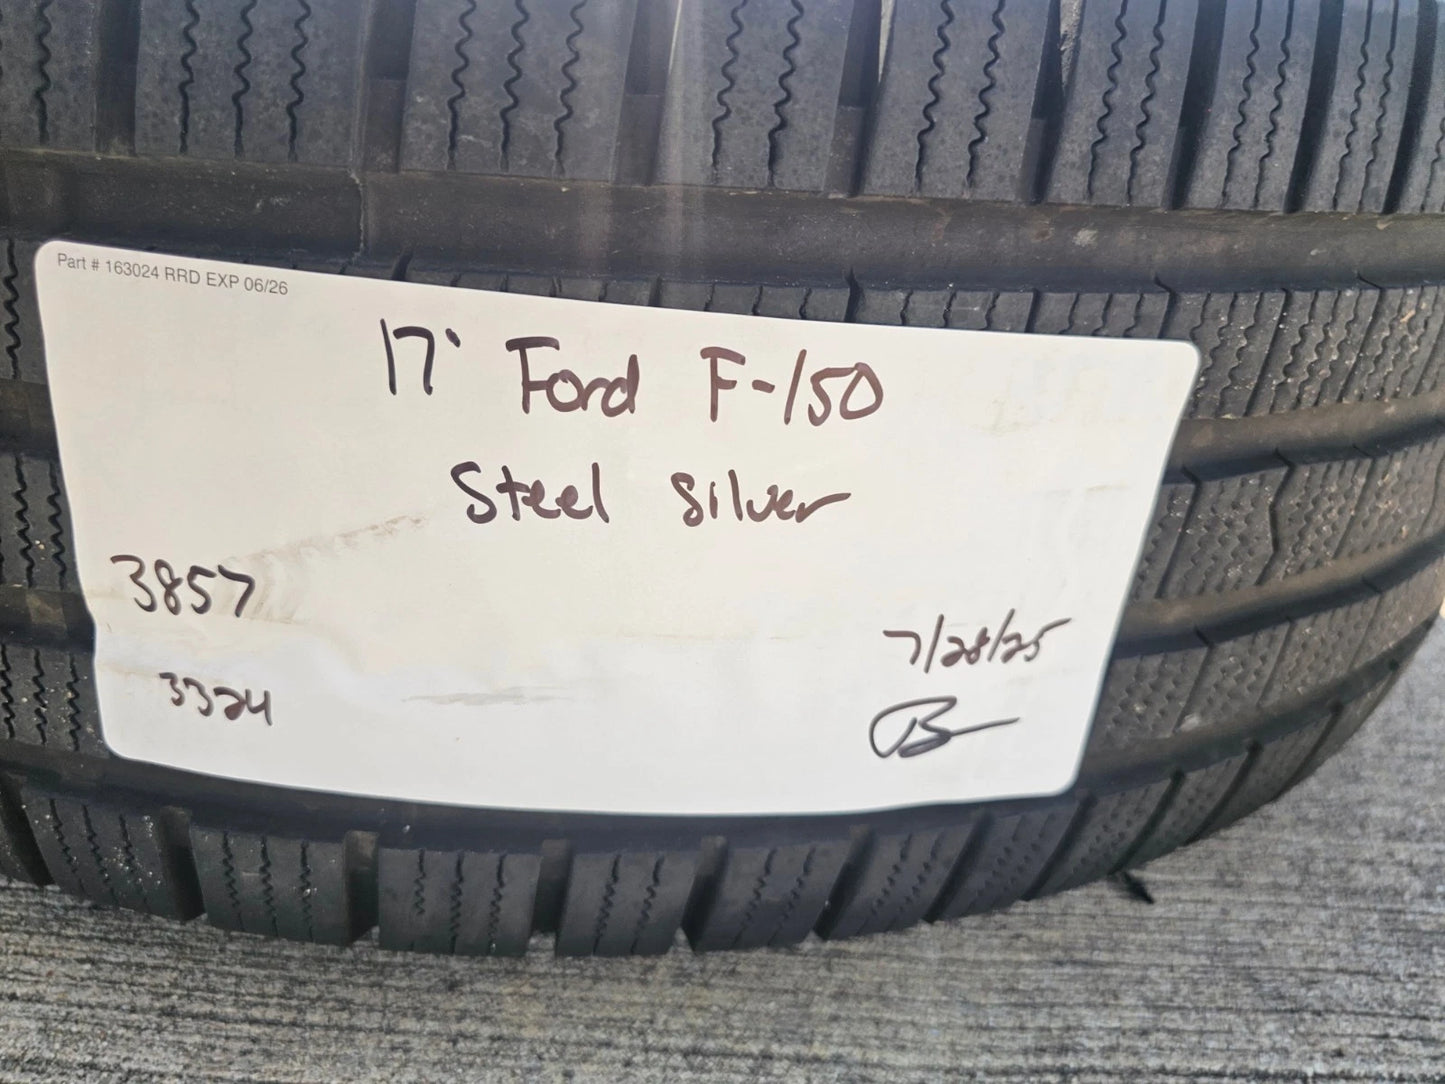 Part # 163024 RRD EXP 06/26
17' Ford F-150
Steel Silver
3857
7/28/25
3324